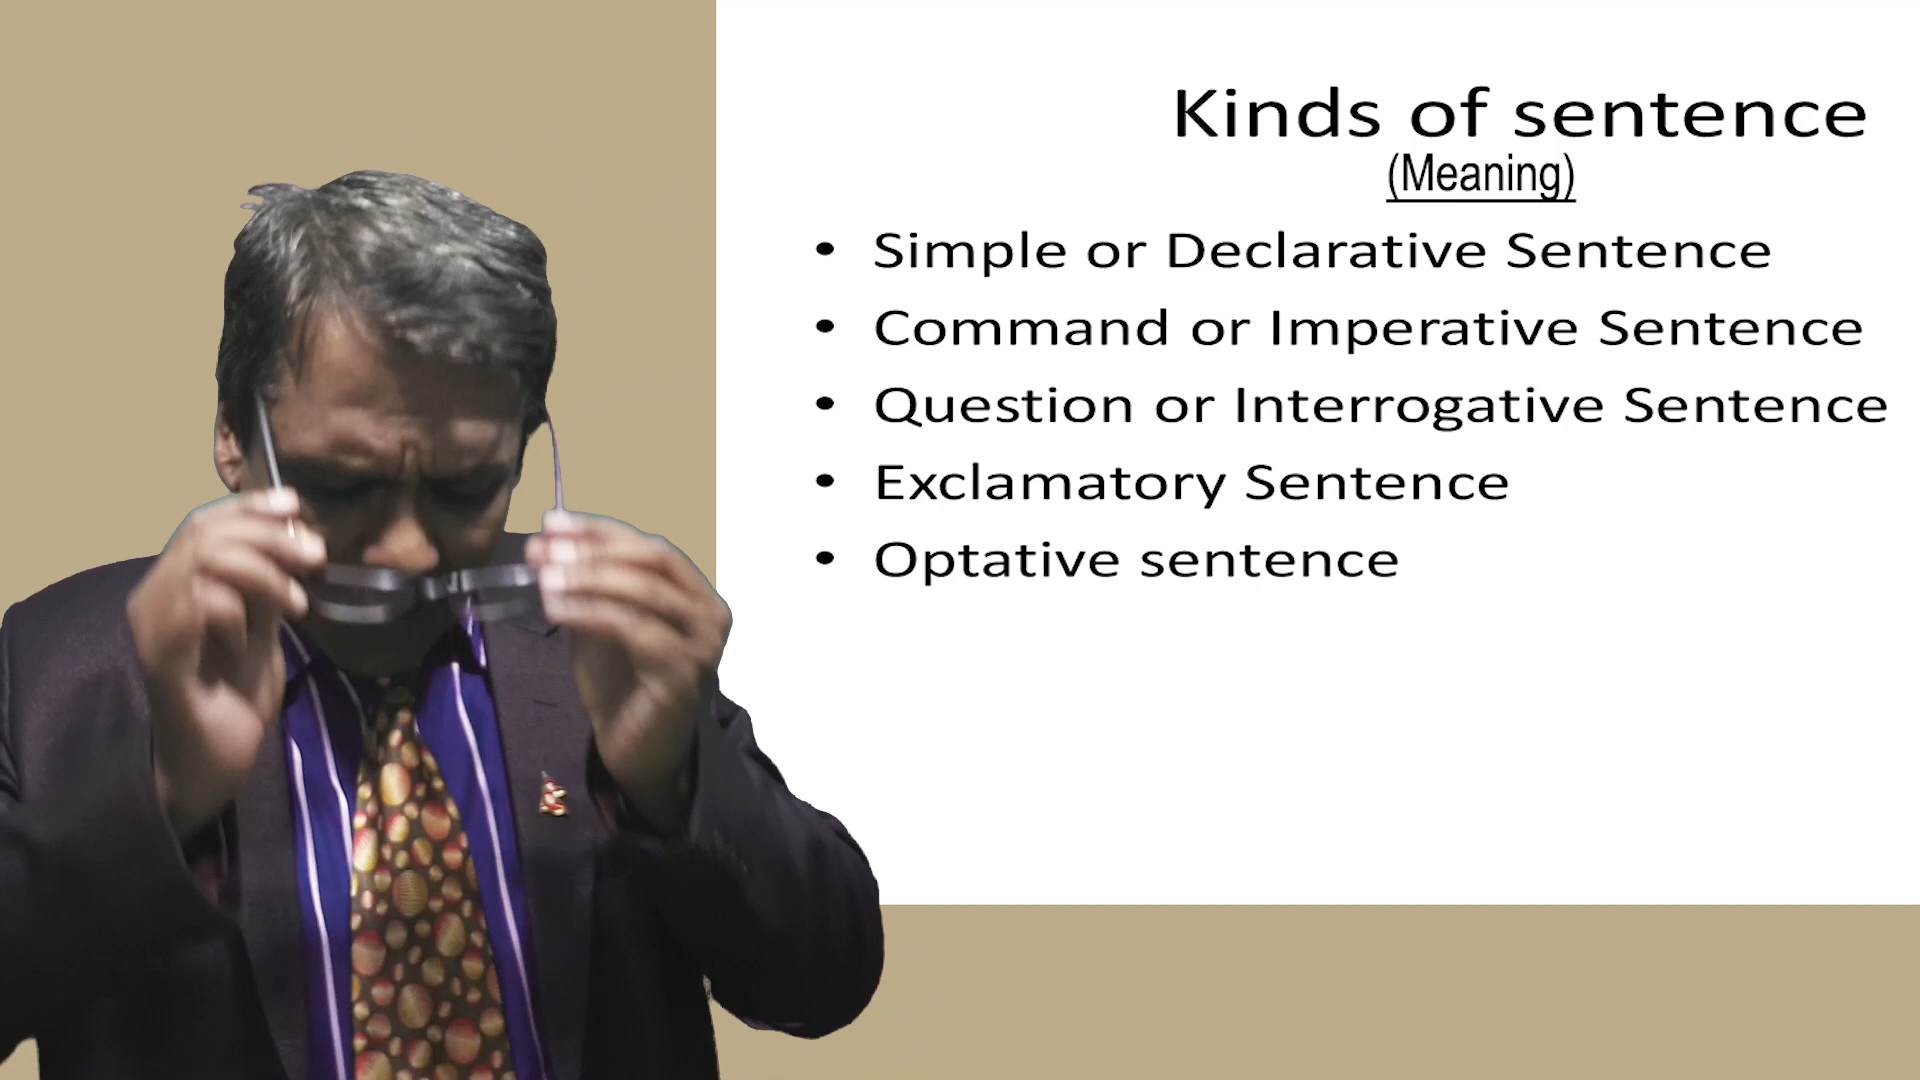 Kinds of sentence
(Meaning)
• Simple or Declarative Sentence
• Command or Imperative Sentence
• Question or Interrogative Sentence
• Exclamatory Sentence
• Optative sentence